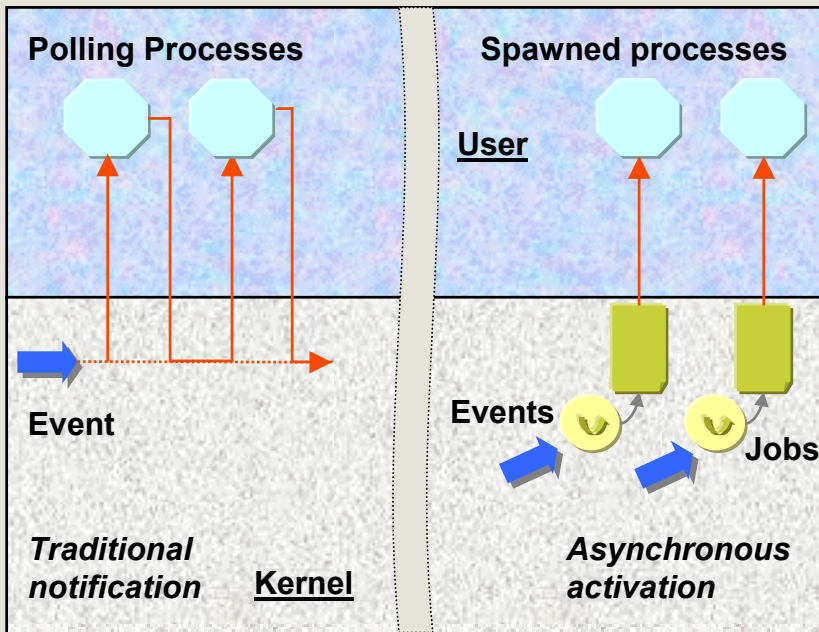 Polling Processes
Spawned processes
User
Event
Events
Jobs
Traditional
notification
Kernel
Asynchronous
activation